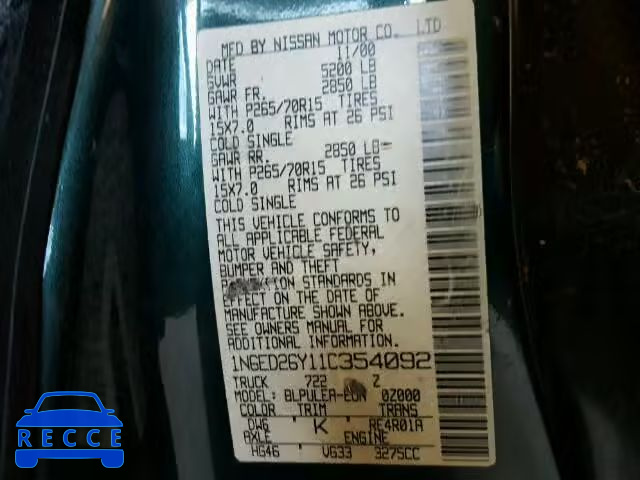 MFD BY NISSAN MOTOR CO., LTD
DATE 11/00
GVWR 5200 LB
GAWR FR. 2850 LB
WITH P265/70R15 TIRES
15X7.0 RIMS AT 26 PSI
COLD SINGLE
GAWR RR. 2850 LB
WITH P265/70R15 TIRES
15X7.0 RIMS AT 26 PSI
COLD SINGLE
THIS VEHICLE CONFORMS TO
ALL APPLICABLE FEDERAL
MOTOR VEHICLE SAFETY,
BUMPER AND THEFT
STANDARDS IN
EFFECT ON THE DATE OF
MANUFACTURE SHOWN ABOVE.
SEE OWNERS MANUAL FOR
ADDITIONAL INFORMATION
1NGED26Y11C354092
TRUCK 722 Z
MODEL: BLPULEA-EUN 0Z000
COLOR TRIM TRANS
DW6 K RE4R01A
AXLE ENGINE
HG46 VG33 3275CC
RECCE